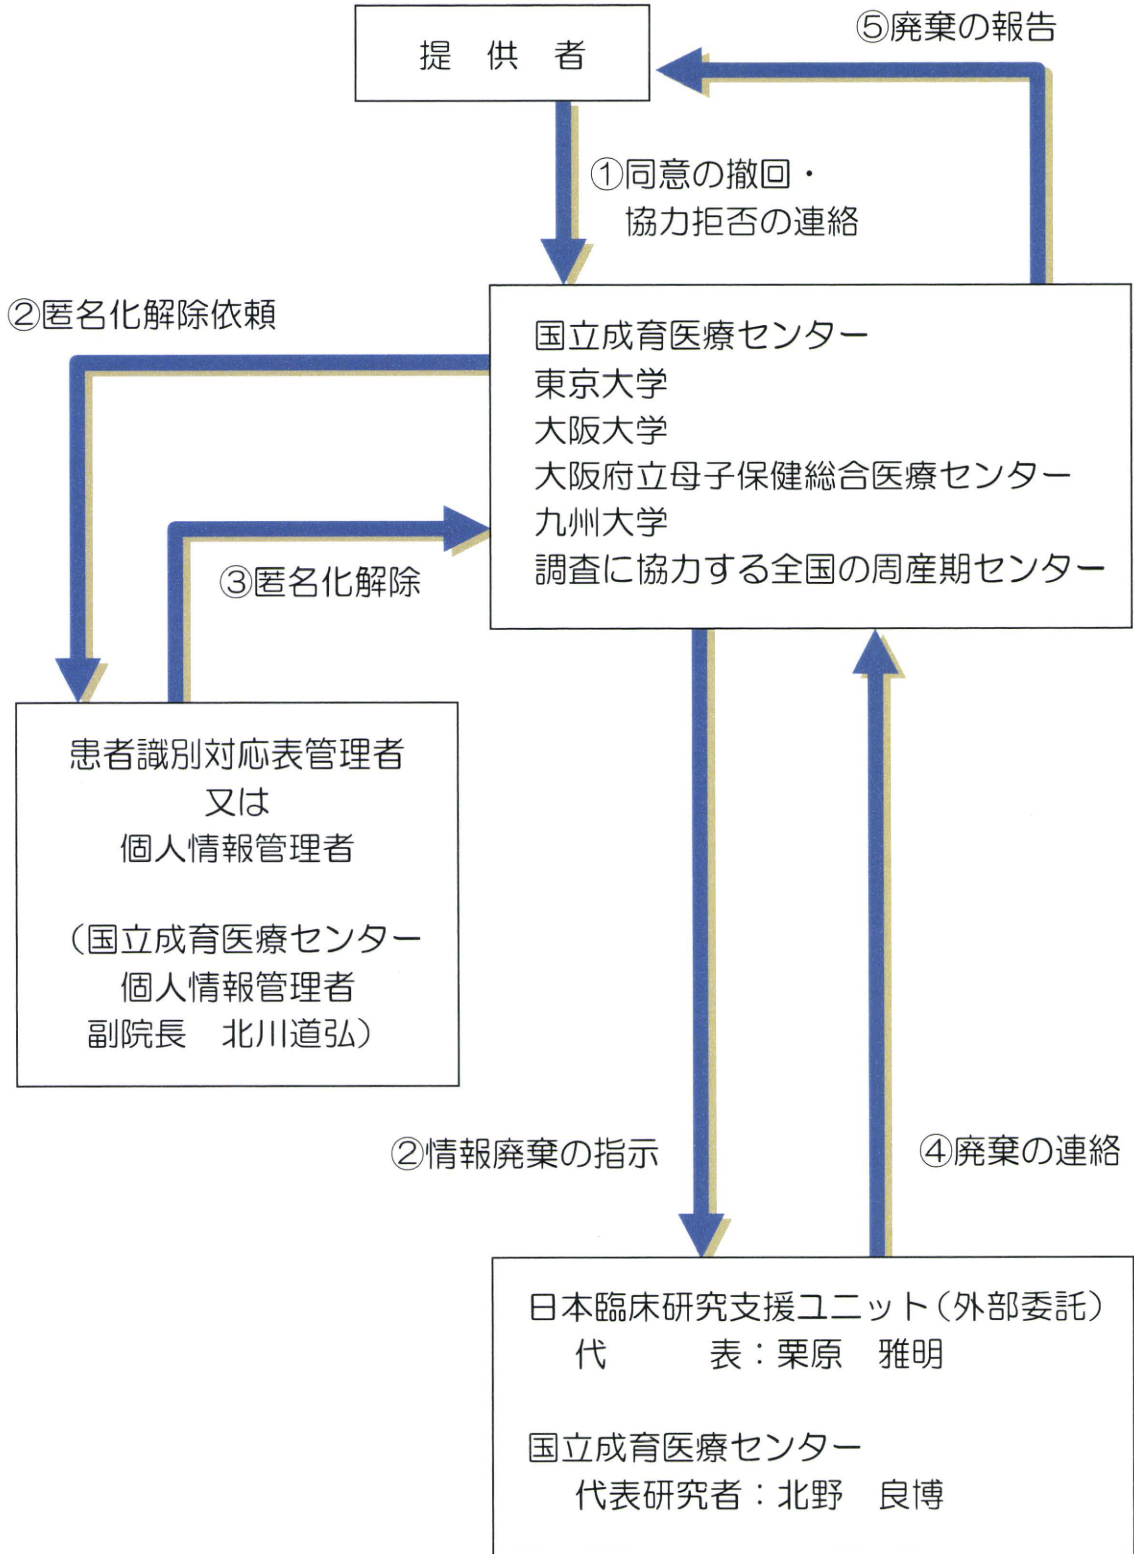 提　供　者
⑤廃棄の報告
①同意の撤回・
協力拒否の連絡
②匿名化解除依頼
国立成育医療センター
東京大学
大阪大学
大阪府立母子保健総合医療センター
九州大学
調査に協力する全国の周産期センター
③匿名化解除
患者識別対応表管理者
又は
個人情報管理者
（国立成育医療センター
個人情報管理者
副院長　北川道弘）
②情報廃棄の指示
④廃棄の連絡
日本臨床研究支援ユニット（外部委託）
代　　　表：栗原　雅明
国立成育医療センター
代表研究者：北野　良博